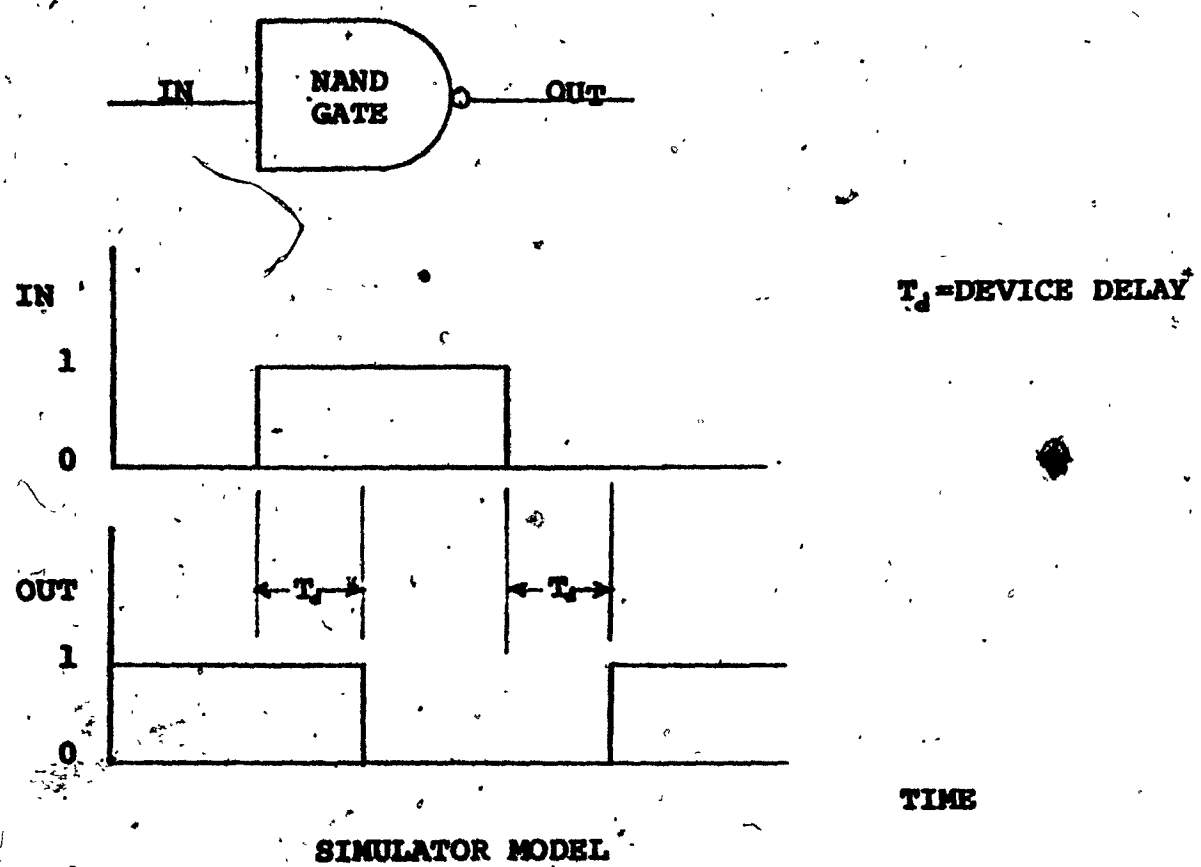 IN
NAND
GATE
OUT
IN
T_d=DEVICE DELAY
1
0
OUT
T_d
T_d
1
0
TIME
SIMULATOR MODEL